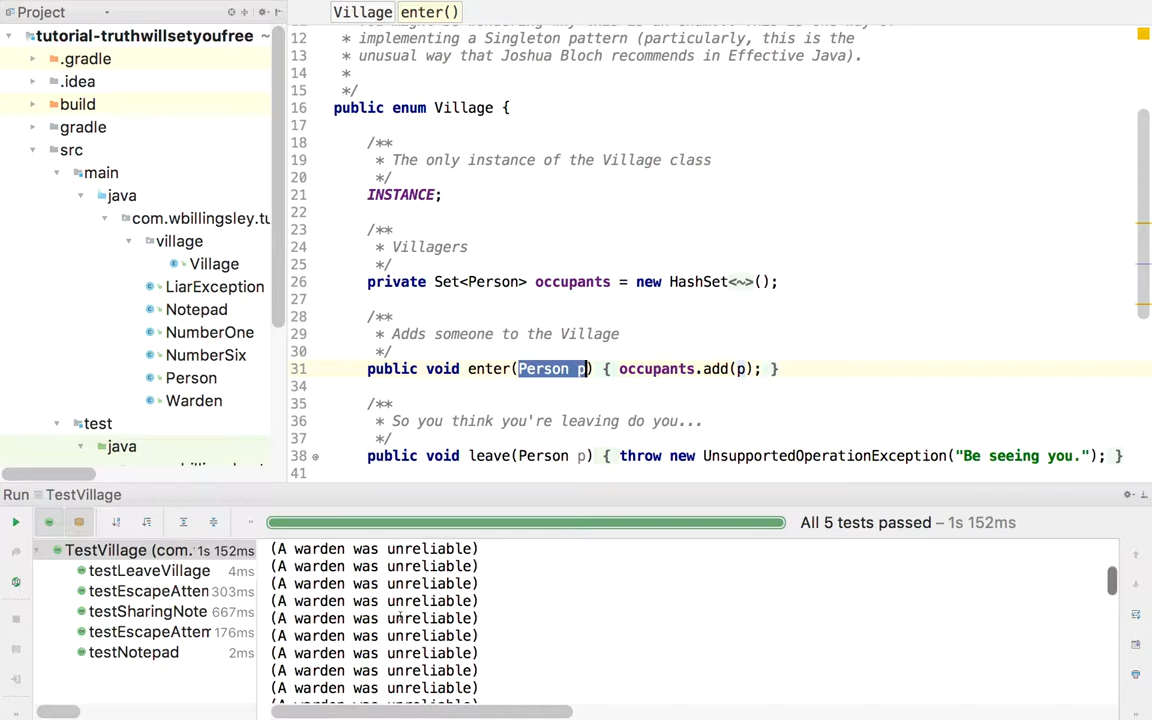 Project
tutorial-truthwillsetyoufree ~
.gradle
.idea
build
gradle
src
main
java
com.wbillingsley.tu
village
Village
LiarException
Notepad
NumberOne
NumberSix
Person
Warden
test
java
Village enter()
12 * implementing a Singleton pattern (particularly, this is the
13 * unusual way that Joshua Bloch recommends in Effective Java).
14 *
15 */
16 public enum Village {
17
18 /**
19 * The only instance of the Village class
20 */
21 INSTANCE;
22
23 /**
24 * Villagers
25 */
26 private Set<Person> occupants = new HashSet<~>();
27
28 /**
29 * Adds someone to the Village
30 */
31 public void enter(Person p) { occupants.add(p); }
34
35 /**
36 * So you think you're leaving do you...
37 */
38 public void leave(Person p) { throw new UnsupportedOperationException("Be seeing you."); }
41
Run TestVillage
All 5 tests passed – 1s 152ms
TestVillage (com. 1s 152ms
testLeaveVillage 4ms
testEscapeAtten 303ms
testSharingNote 667ms
testEscapeAttem 176ms
testNotepad 2ms
(A warden was unreliable)
(A warden was unreliable)
(A warden was unreliable)
(A warden was unreliable)
(A warden was unreliable)
(A warden was unreliable)
(A warden was unreliable)
(A warden was unreliable)
(A warden was unreliable)